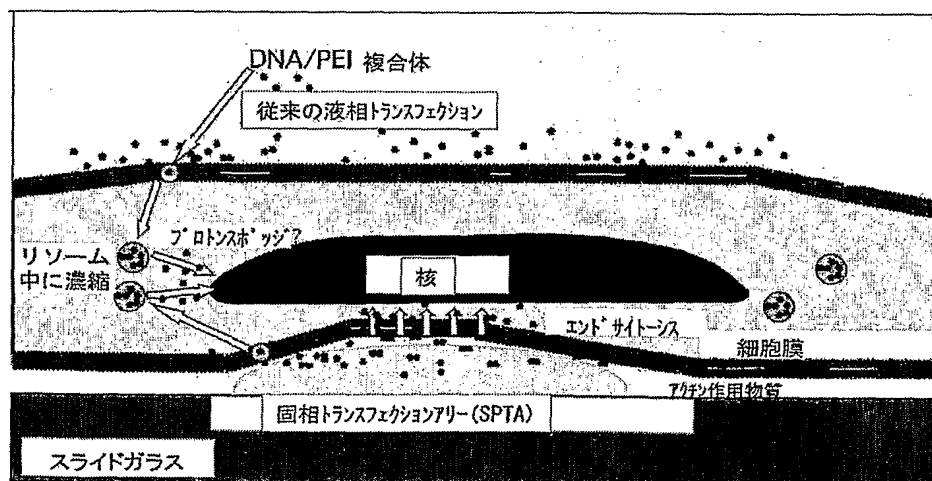 DNA/PEI 複合体
従来の液相トランスフェクション
プロトンスポッジ?
リソーム
中に濃縮
核
エンドサイトーシス
細胞膜
アクチン作用物質
固相トランスフェクションアリー(SPTA)
スライドガラス